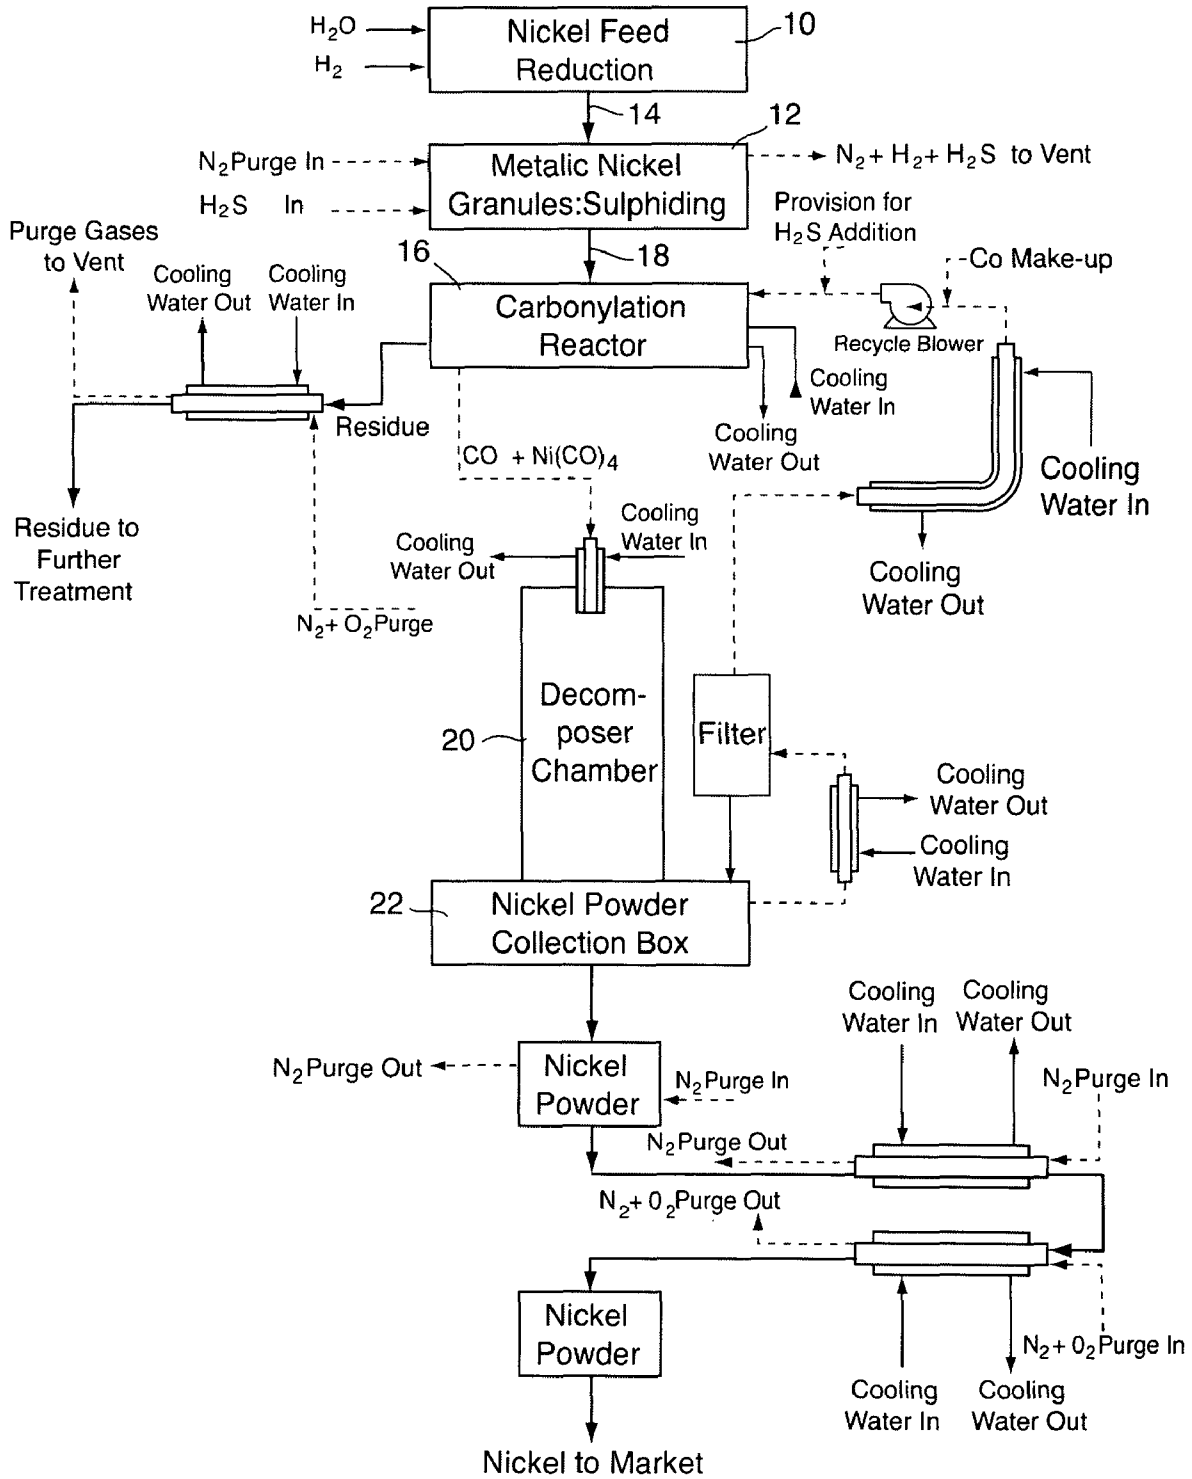 H2O
Nickel Feed
Reduction
10
H2
14
12
N2Purge In
Metalic Nickel
Granules:Sulphiding
N2 + H2 + H2S to Vent
H2S In
Provision for
H2S Addition
Purge Gases
to Vent
16
18
Co Make-up
Cooling
Water Out
Cooling
Water In
Carbonylation
Reactor
Recycle Blower
Cooling
Water In
Residue
Cooling
Water Out
CO + Ni(CO)4
Cooling
Water In
Residue to
Further
Treatment
Cooling
Water Out
Cooling
Water In
Cooling
Water Out
N2+ O2Purge
Decom-
poser
Chamber
20
Filter
Cooling
Water Out
Cooling
Water In
22
Nickel Powder
Collection Box
Cooling
Water In
Cooling
Water Out
N2Purge Out
Nickel
Powder
N2Purge In
N2Purge In
N2Purge Out
N2+ 02Purge Out
Nickel
Powder
N2+ 02Purge In
Cooling
Water In
Cooling
Water Out
Nickel to Market